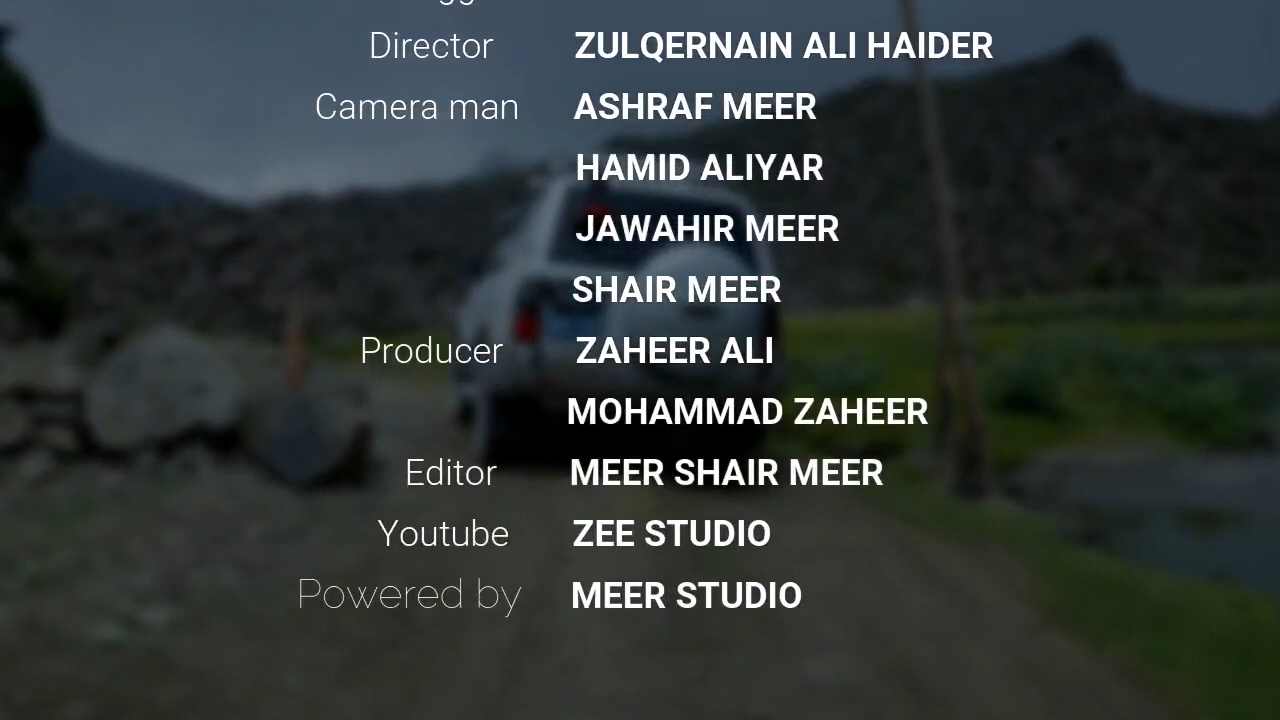 Director ZULQERNAIN ALI HAIDER
Camera man ASHRAF MEER
HAMID ALIYAR
JAWAHIR MEER
SHAIR MEER
Producer ZAHEER ALI
MOHAMMAD ZAHEER
Editor MEER SHAIR MEER
Youtube ZEE STUDIO
Powered by MEER STUDIO